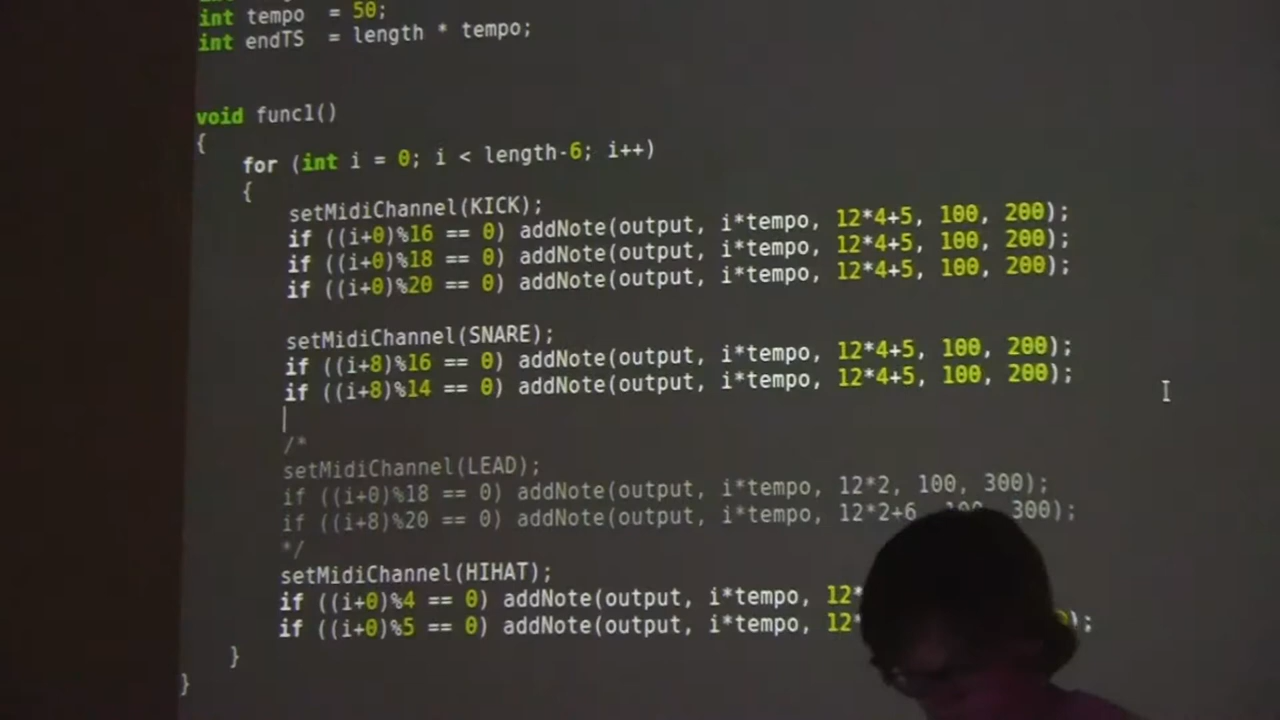 int tempo = 50;
int endTS = length * tempo;
void func1()
{
for (int i = 0; i < length-6; i++)
{
setMidiChannel(KICK);
if ((i+0)%16 == 0) addNote(output, i*tempo, 12*4+5, 100, 200);
if ((i+0)%18 == 0) addNote(output, i*tempo, 12*4+5, 100, 200);
if ((i+0)%20 == 0) addNote(output, i*tempo, 12*4+5, 100, 200);
setMidiChannel(SNARE);
if ((i+8)%16 == 0) addNote(output, i*tempo, 12*4+5, 100, 200);
if ((i+8)%14 == 0) addNote(output, i*tempo, 12*4+5, 100, 200);
/*
setMidiChannel(LEAD);
if ((i+0)%18 == 0) addNote(output, i*tempo, 12*2, 100, 300);
if ((i+8)%20 == 0) addNote(output, i*tempo, 12*2+6, 100, 300);
*/
setMidiChannel(HIHAT);
if ((i+0)%4 == 0) addNote(output, i*tempo, 12*
if ((i+0)%5 == 0) addNote(output, i*tempo, 12* );
}
}